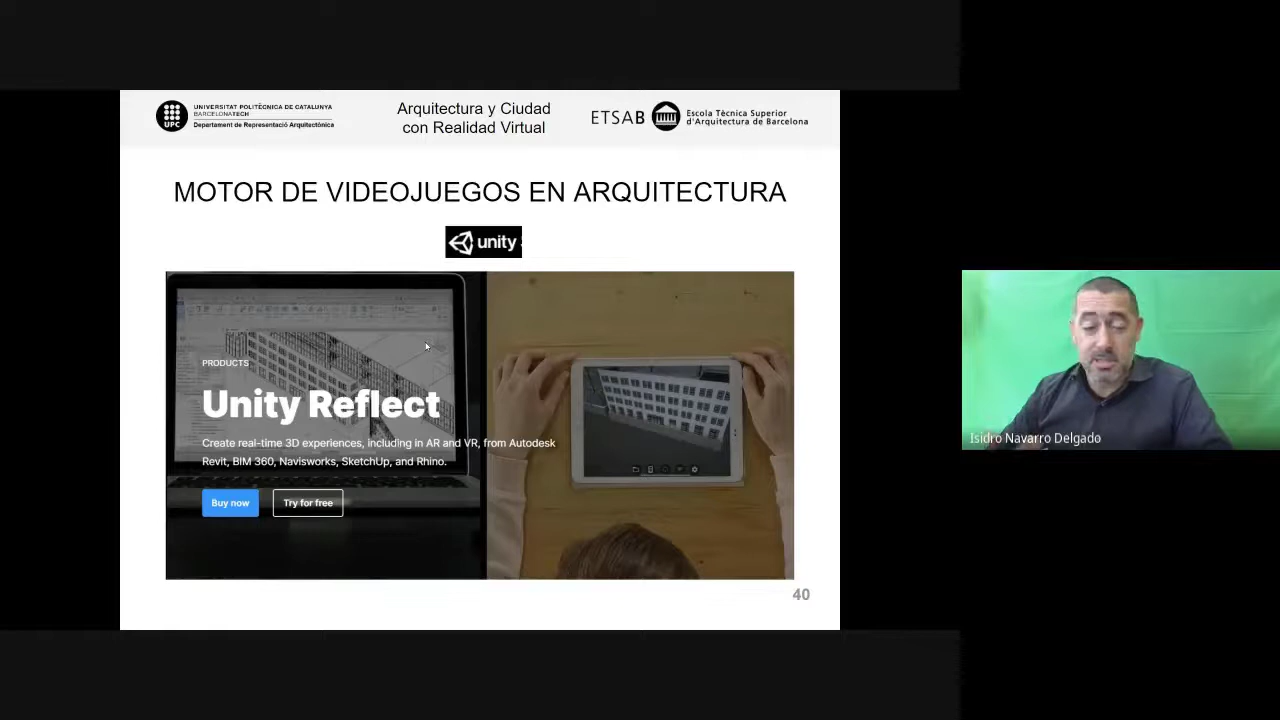 UNIVERSITAT POLITÈCNICA DE CATALUNYA
BARCELONATECH
Departament de Representació Arquitectònica
UPC
Arquitectura y Ciudad
con Realidad Virtual
ETSAB
Escola Tècnica Superior
d'Arquitectura de Barcelona
MOTOR DE VIDEOJUEGOS EN ARQUITECTURA
unity
PRODUCTS
Unity Reflect
Create real-time 3D experiences, including in AR and VR, from Autodesk
Revit, BIM 360, Navisworks, SketchUp, and Rhino.
Buy now
Try for free
40
Isidro Navarro Delgado